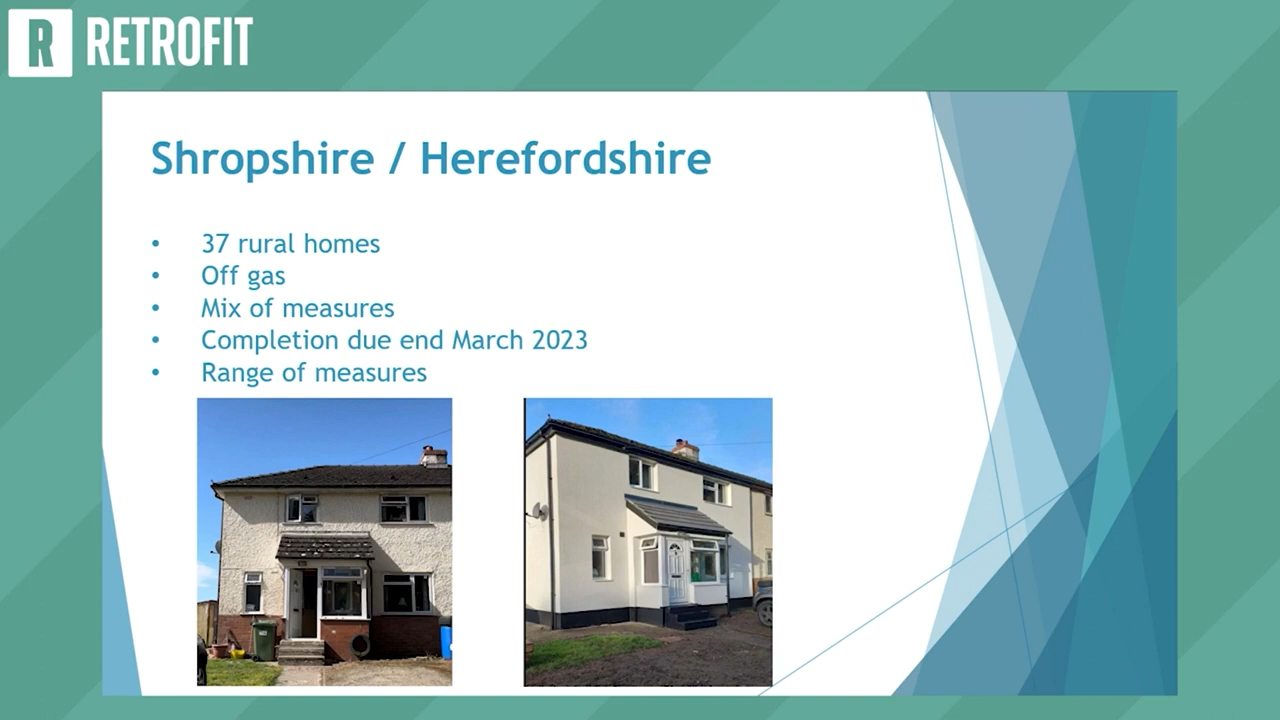 R RETROFIT
Shropshire / Herefordshire
• 37 rural homes
• Off gas
• Mix of measures
• Completion due end March 2023
• Range of measures